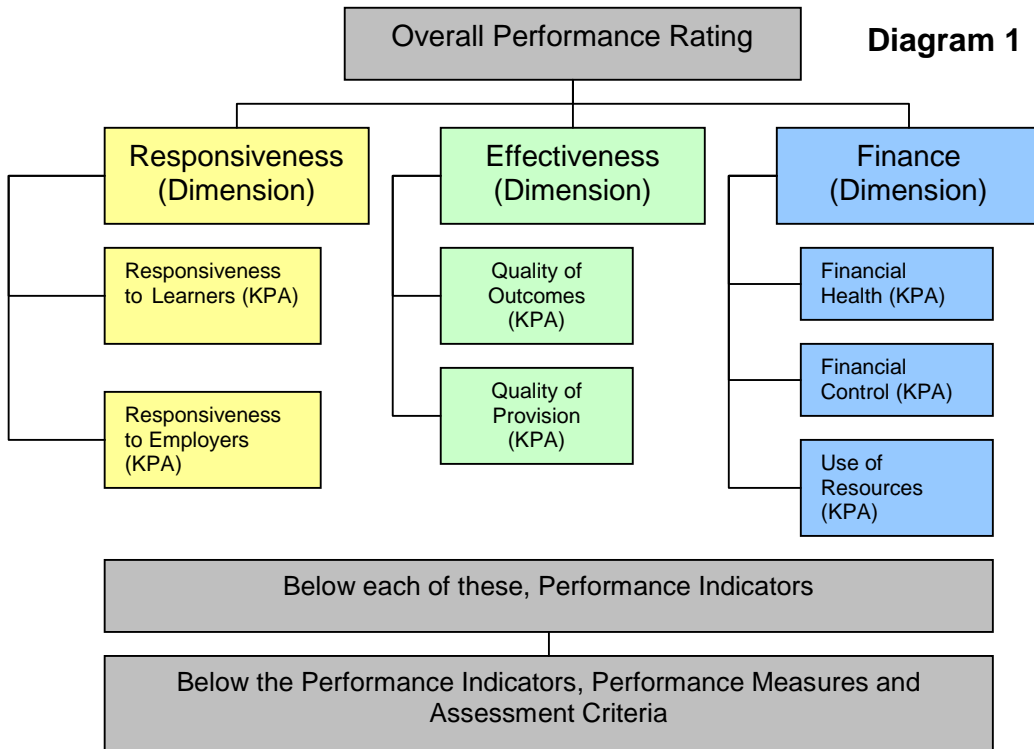 Overall Performance Rating
Diagram 1
Responsiveness
(Dimension)
Effectiveness
(Dimension)
Finance
(Dimension)
Responsiveness
to Learners (KPA)
Responsiveness
to Employers
(KPA)
Quality of
Outcomes
(KPA)
Quality of
Provision
(KPA)
Financial
Health (KPA)
Financial
Control (KPA)
Use of
Resources
(KPA)
Below each of these, Performance Indicators
Below the Performance Indicators, Performance Measures and
Assessment Criteria